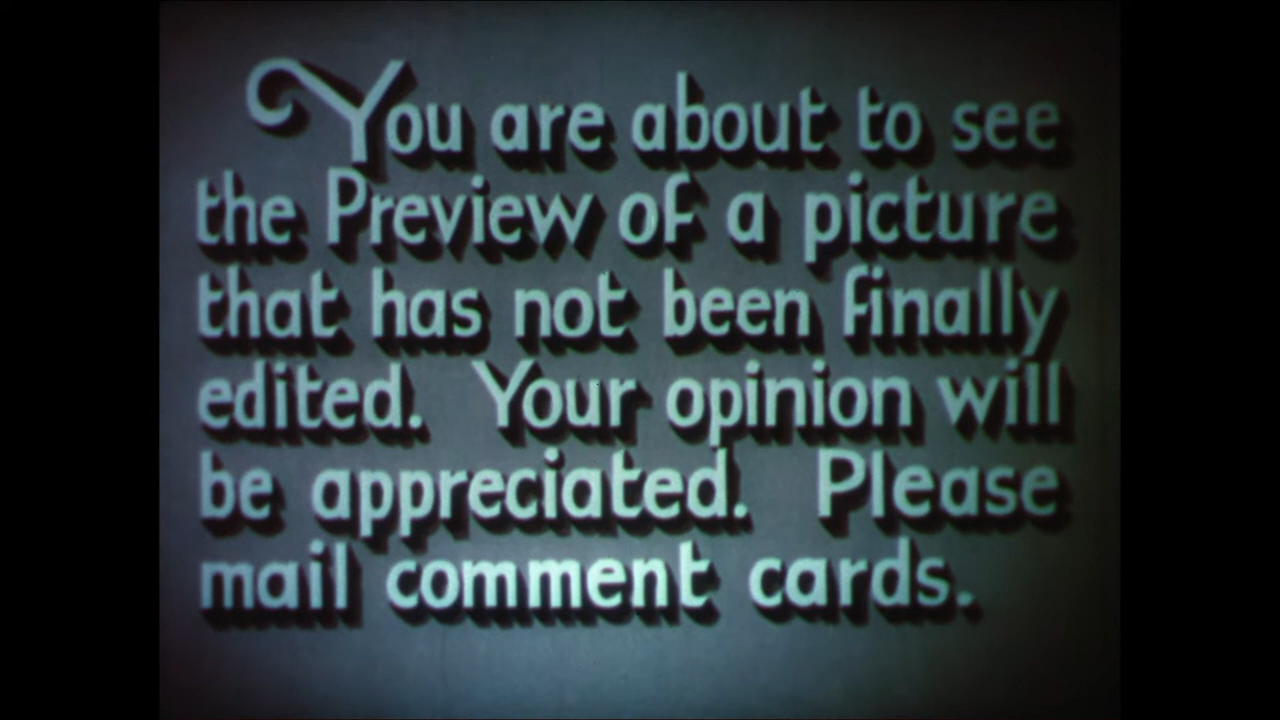 You are about to see
the Preview of a picture
that has not been finally
edited. Your opinion will
be appreciated. Please
mail comment cards.